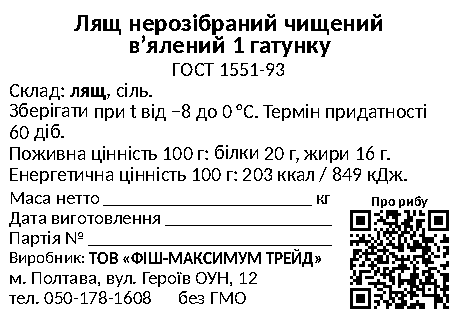 Лящ нерозібраний чищений
в’ялений 1 гатунку
ГОСТ 1551-93
Склад: лящ, сіль.
Зберігати при t від −8 до 0 °С. Термін придатності
60 діб.
Поживна цінність 100 г: білки 20 г, жири 16 г.
Енергетична цінність 100 г: 203 ккал / 849 кДж.
Маса нетто ______________________ кг
Дата виготовлення __________________
Партія № __________________________
Про рибу
Виробник: ТОВ «ФІШ-МАКСИМУМ ТРЕЙД»
м. Полтава, вул. Героїв ОУН, 12
тел. 050-178-1608 без ГМО